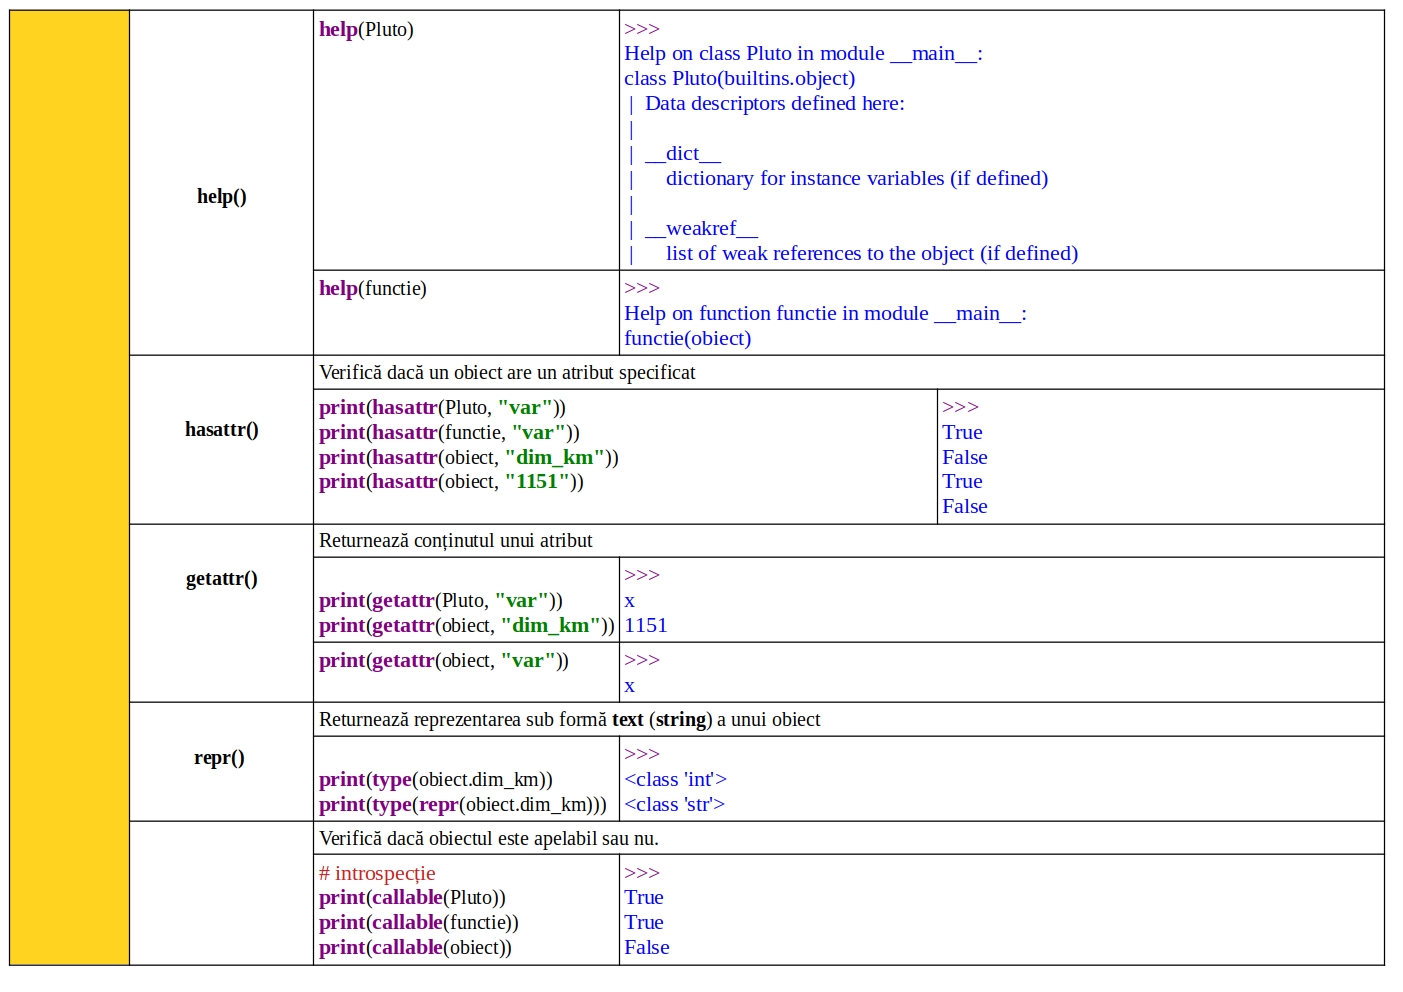 help()
help(Pluto)
>>>
Help on class Pluto in module __main__:
class Pluto(builtins.object)
| Data descriptors defined here:
|
| __dict__
| dictionary for instance variables (if defined)
|
| __weakref__
| list of weak references to the object (if defined)
help(functie)
>>>
Help on function functie in module __main__:
functie(obiect)
hasattr()
Verifică dacă un obiect are un atribut specificat
print(hasattr(Pluto, "var"))
print(hasattr(functie, "var"))
print(hasattr(obiect, "dim_km"))
print(hasattr(obiect, "1151"))
>>>
True
False
True
False
getattr()
Returnează conținutul unui atribut
print(getattr(Pluto, "var"))
print(getattr(obiect, "dim_km"))
>>>
x
1151
print(getattr(obiect, "var"))
>>>
x
repr()
Returnează reprezentarea sub formă text (string) a unui obiect
print(type(obiect.dim_km))
print(type(repr(obiect.dim_km)))
>>>
<class 'int'>
<class 'str'>
Verifică dacă obiectul este apelabil sau nu.
# introspecție
print(callable(Pluto))
print(callable(functie))
print(callable(obiect))
>>>
True
True
False